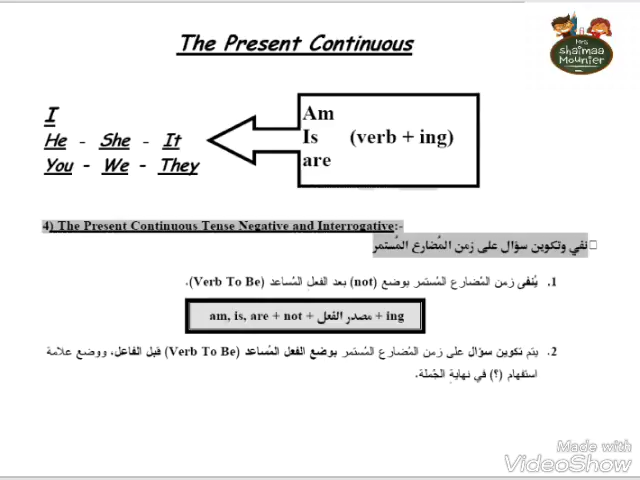 Mrs
shaimaa
Mounier
The Present Continuous
I
He - She - It
You - We - They
Am
Is (verb + ing)
are
4) The Present Continuous Tense Negative and Interrogative:-
نفي وتكوين سؤال على زمن المُضارع المُستمر
1. يُنفى زمن المُضارع المُستمر بوضع (not) بعد الفعل المُساعد (Verb To Be).
am, is, are + not + مصدر الفعل + ing
2. يتم تكوين سؤال على زمن المُضارع المُستمر بوضع الفعل المُساعد (Verb To Be) قبل الفاعل، ووضع علامة
استفهام (؟) في نهاية الجُملة.
Made with
VideoShow